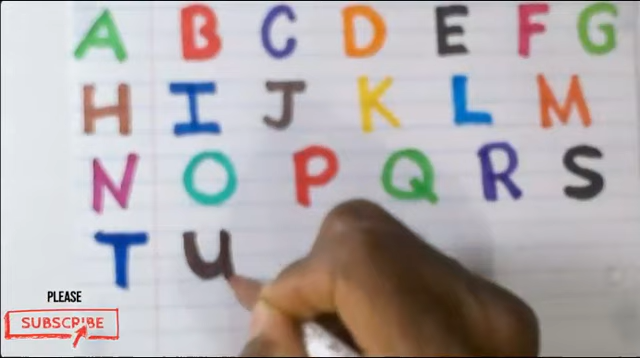 A B C D E F G
H I J K L M
N O P Q R S
T U
PLEASE
SUBSCRIBE